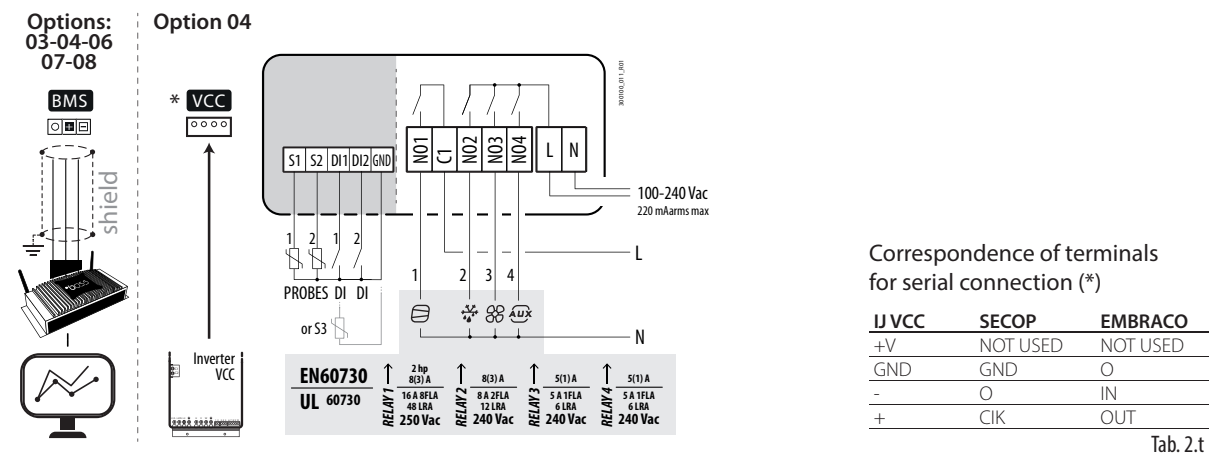 Options:
03-04-06
07-08
BMS
shield
BOSS
Option 04
* VCC
Inverter
VCC
300100_011_R01
S1 S2 DI1 DI2 GND
NO1 C1 NO2 NO3 NO4 L N
100-240 Vac
220 mAarms max
1 2 1 2
PROBES DI DI
or S3
L
1 2 3 4
AUX
N
EN60730
UL 60730
RELAY 1
2 hp
8(3) A
16 A 8FLA
48 LRA
250 Vac
RELAY 2
8(3) A
8 A 2FLA
12 LRA
240 Vac
RELAY 3
5(1) A
5 A 1FLA
6 LRA
240 Vac
RELAY 4
5(1) A
5 A 1FLA
6 LRA
240 Vac
Correspondence of terminals
for serial connection (*)
IJ VCC SECOP EMBRACO
+V NOT USED NOT USED
GND GND O
- O IN
+ CIK OUT
Tab. 2.t